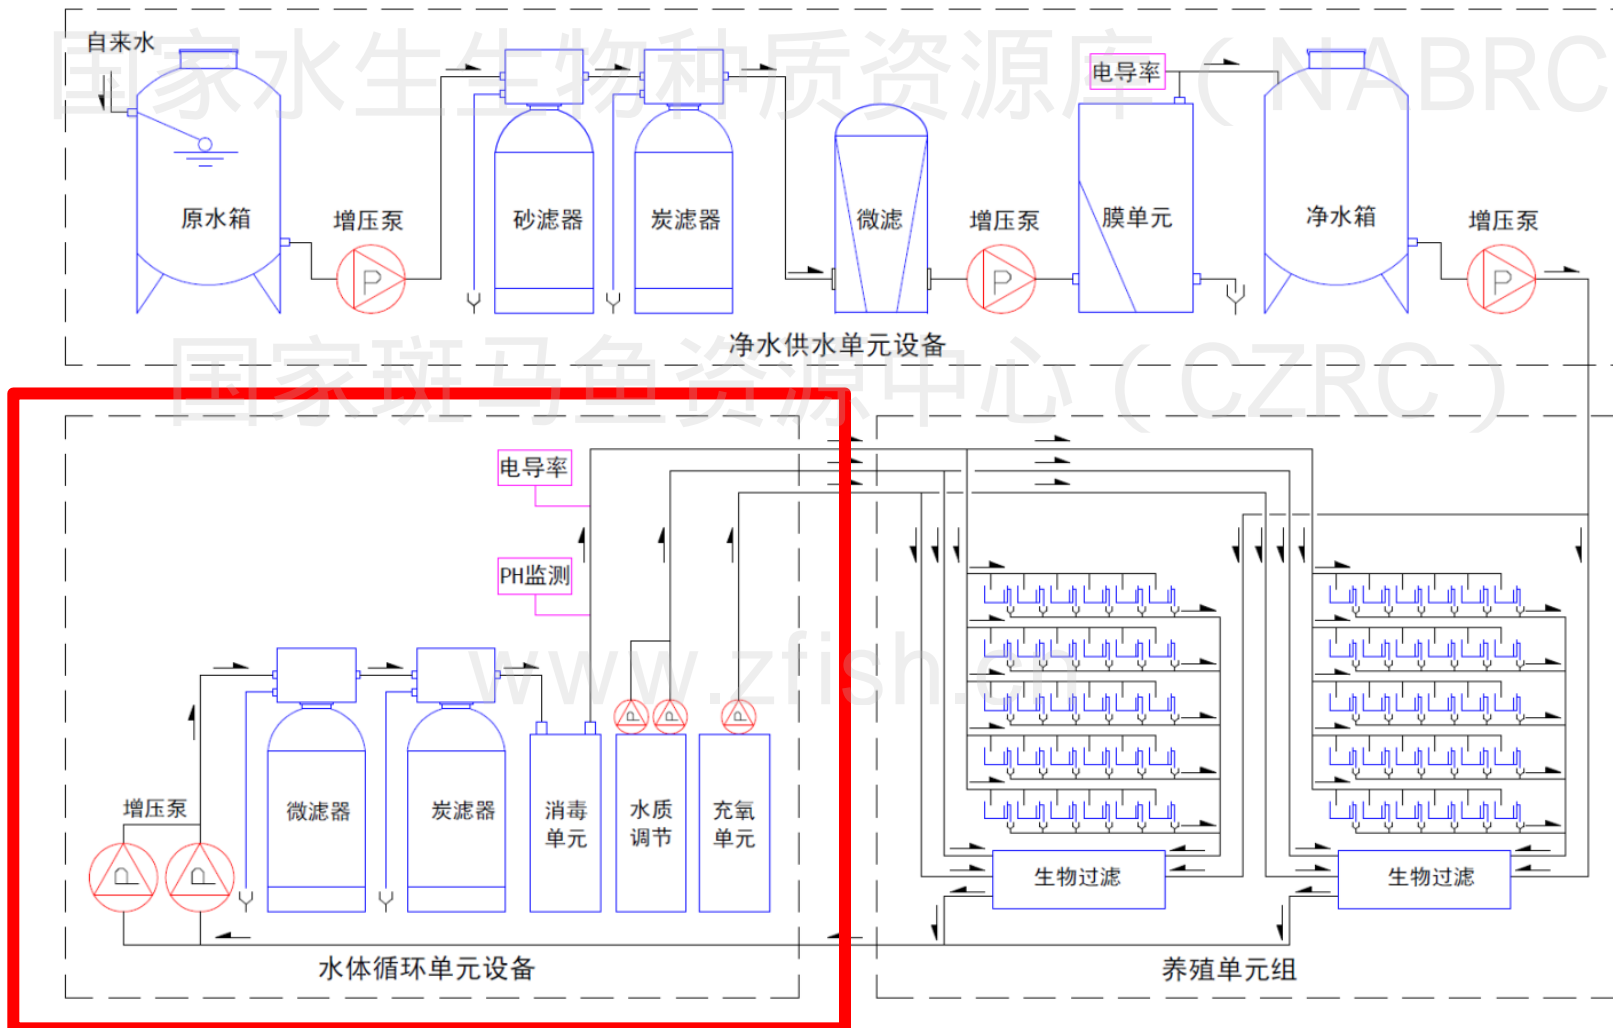 国家水生生物种质资源库（NABRC
自来水
电导率
原水箱
增压泵
P
砂滤器
炭滤器
微滤
增压泵
P
膜单元
净水箱
增压泵
P
净水供水单元设备
国家斑马鱼资源中心（CZRC）
电导率
PH监测
www.zfish.cn
P
P
P
增压泵
P
P
微滤器
炭滤器
消毒
单元
水质
调节
充氧
单元
生物过滤
生物过滤
水体循环单元设备
养殖单元组